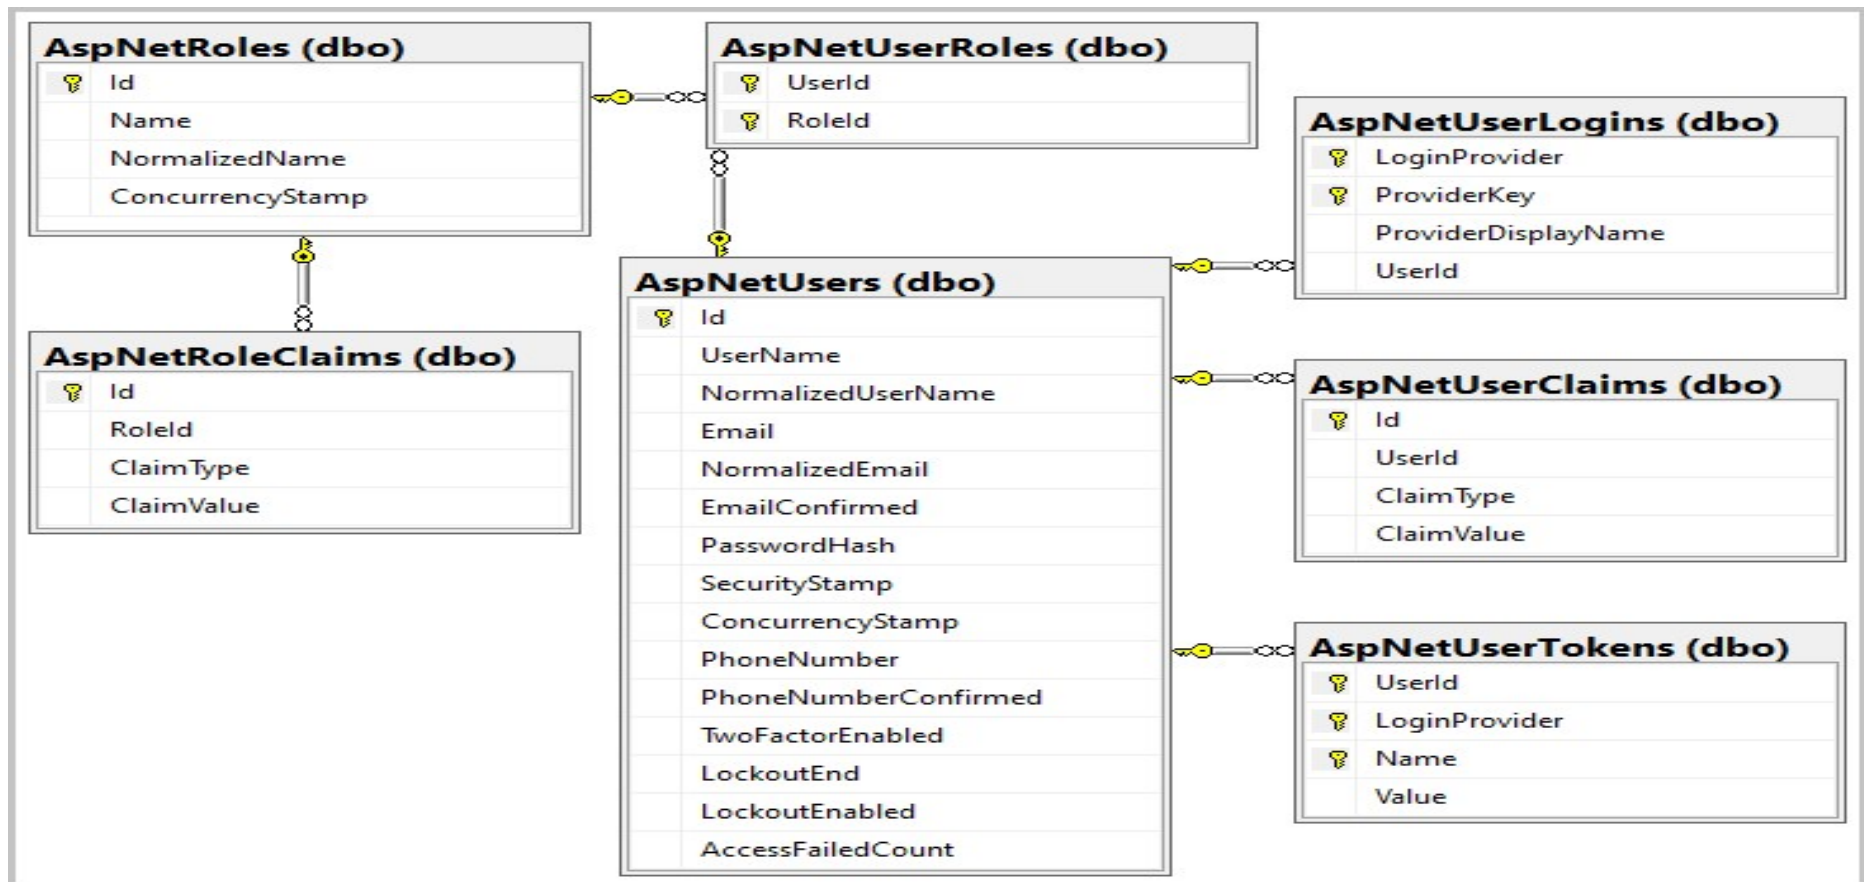 AspNetRoles (dbo)
Id
Name
NormalizedName
ConcurrencyStamp
AspNetUserRoles (dbo)
UserId
RoleId
AspNetUserLogins (dbo)
LoginProvider
ProviderKey
ProviderDisplayName
UserId
AspNetRoleClaims (dbo)
Id
RoleId
ClaimType
ClaimValue
AspNetUsers (dbo)
Id
UserName
NormalizedUserName
Email
NormalizedEmail
EmailConfirmed
PasswordHash
SecurityStamp
ConcurrencyStamp
PhoneNumber
PhoneNumberConfirmed
TwoFactorEnabled
LockoutEnd
LockoutEnabled
AccessFailedCount
AspNetUserClaims (dbo)
Id
UserId
ClaimType
ClaimValue
AspNetUserTokens (dbo)
UserId
LoginProvider
Name
Value